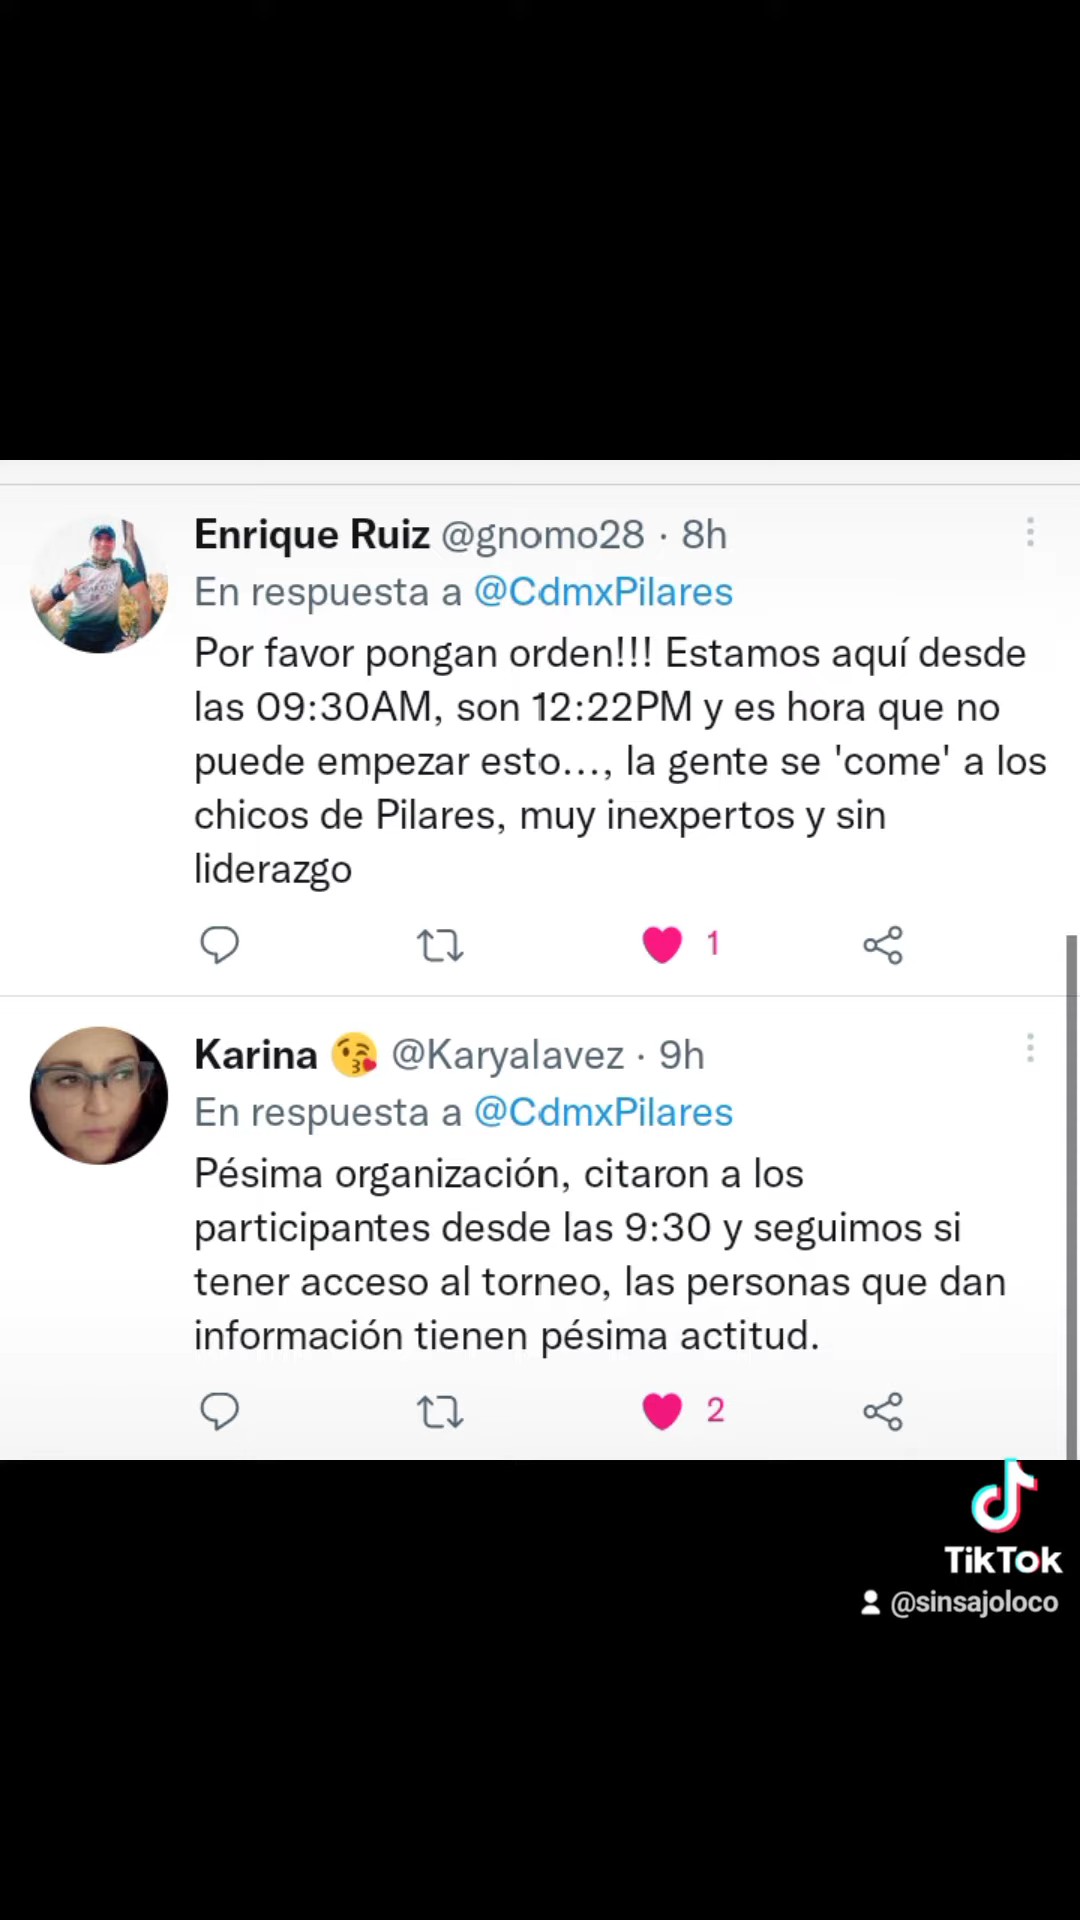 Enrique Ruiz @gnomo28 · 8h
En respuesta a @CdmxPilares
Por favor pongan orden!!! Estamos aquí desde
las 09:30AM, son 12:22PM y es hora que no
puede empezar esto..., la gente se 'come' a los
chicos de Pilares, muy inexpertos y sin
liderazgo
1
Karina 😘 @Karyalavez · 9h
En respuesta a @CdmxPilares
Pésima organización, citaron a los
participantes desde las 9:30 y seguimos si
tener acceso al torneo, las personas que dan
información tienen pésima actitud.
2
TikTok
@sinsajoloco